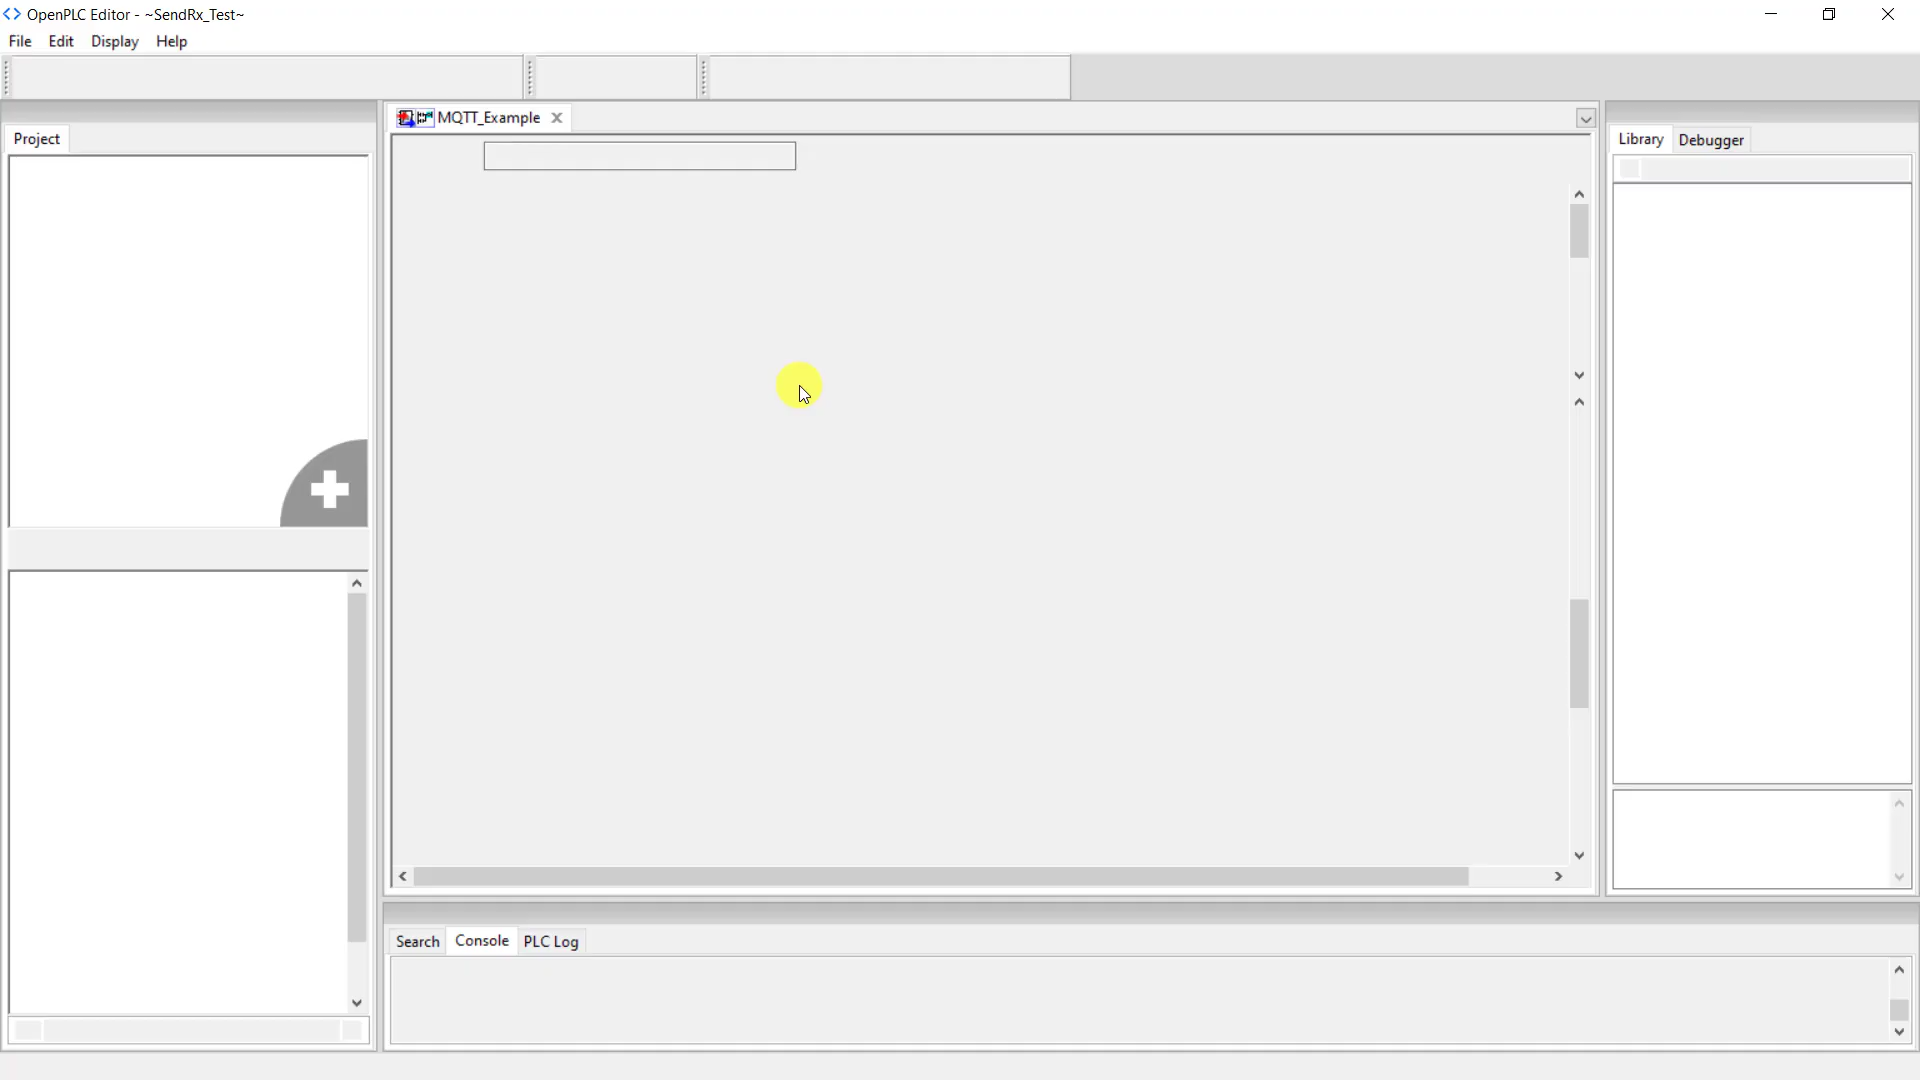 OpenPLC Editor - ~SendRx_Test~
File Edit Display Help
Project
MQTT_Example
Library Debugger
Search Console PLC Log